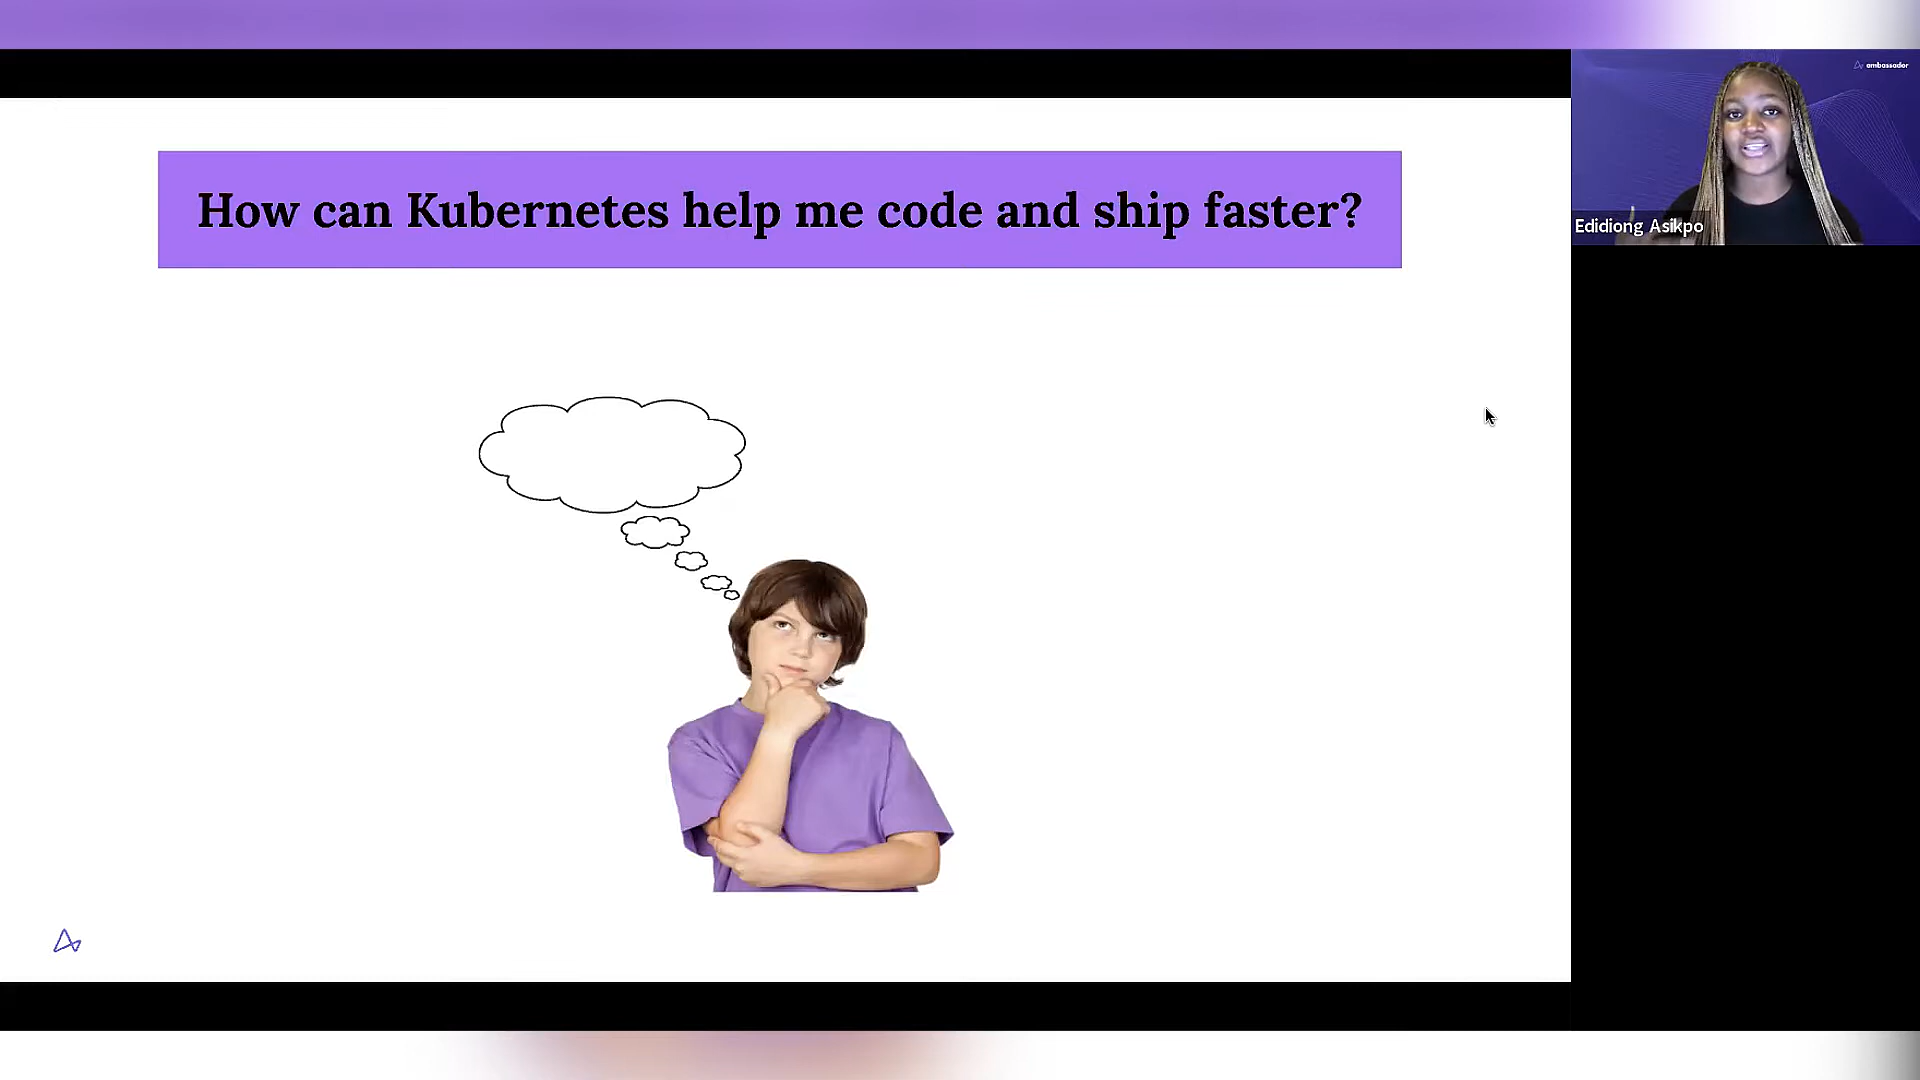 ambassador
How can Kubernetes help me code and ship faster?
Edidiong Asikpo